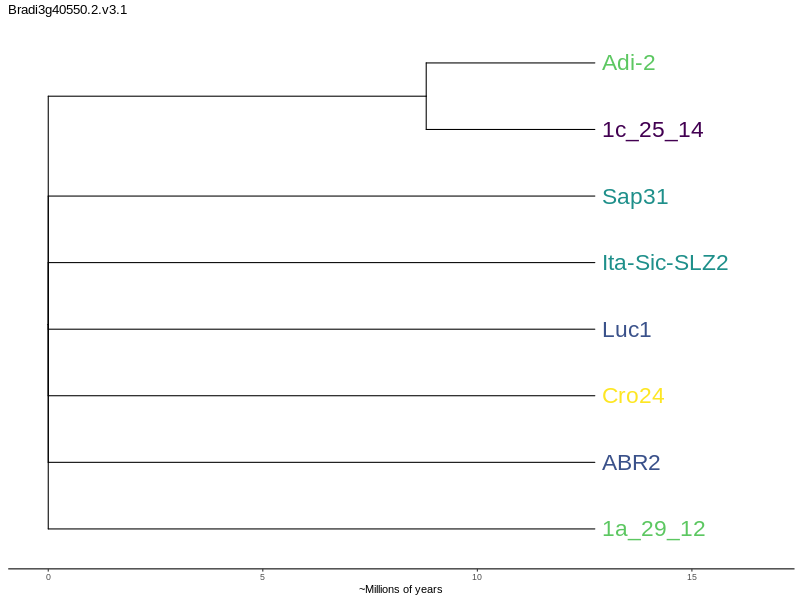 Bradi3g40550.2.v3.1
Adi-2
1c_25_14
Sap31
Ita-Sic-SLZ2
Luc1
Cro24
ABR2
1a_29_12
0 5 10 15
~Millions of years